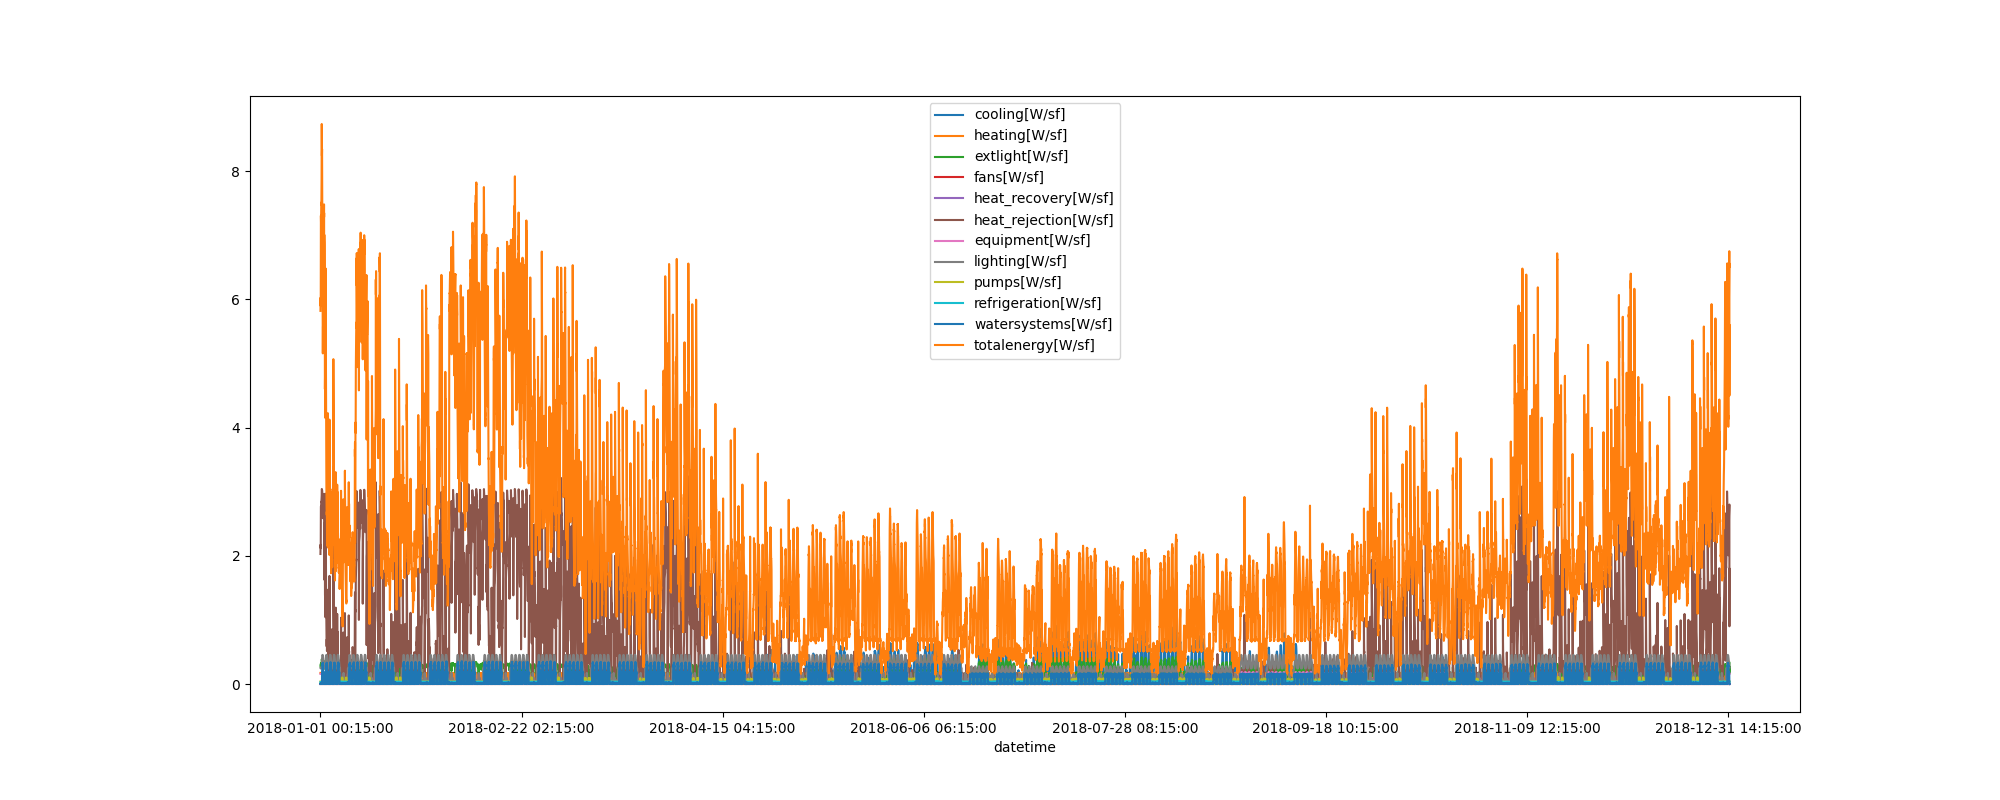 cooling[W/sf]
heating[W/sf]
extlight[W/sf]
fans[W/sf]
heat_recovery[W/sf]
heat_rejection[W/sf]
equipment[W/sf]
lighting[W/sf]
pumps[W/sf]
refrigeration[W/sf]
watersystems[W/sf]
totalenergy[W/sf]
8
6
4
2
0
2018-01-01 00:15:00 2018-02-22 02:15:00 2018-04-15 04:15:00 2018-06-06 06:15:00 2018-07-28 08:15:00 2018-09-18 10:15:00 2018-11-09 12:15:00 2018-12-31 14:15:00
datetime